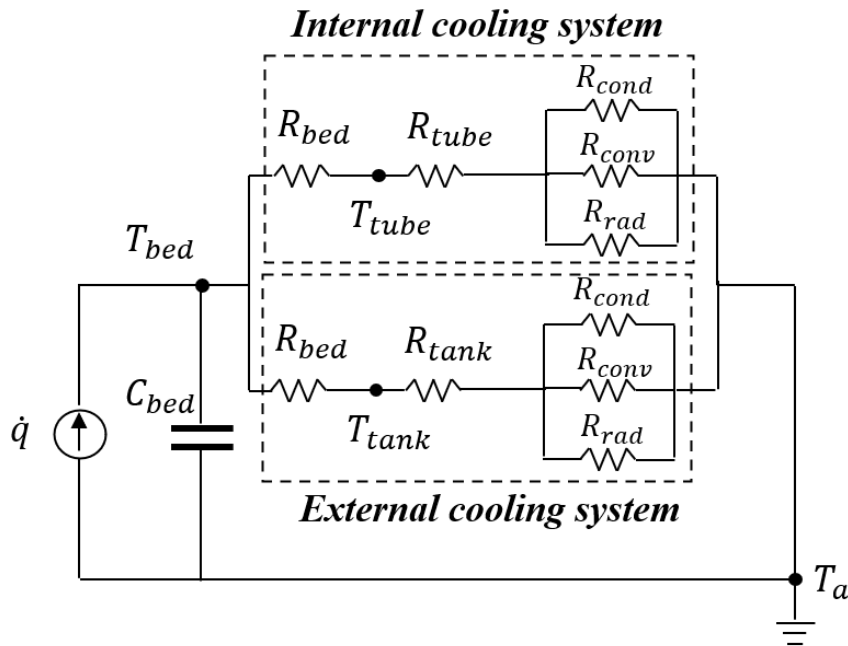 Internal cooling system
R_cond
R_bed R_tube
R_conv
T_tube
R_rad
T_bed
R_cond
R_bed R_tank
R_conv
C_bed
T_tank
R_rad
q̇
External cooling system
T_a